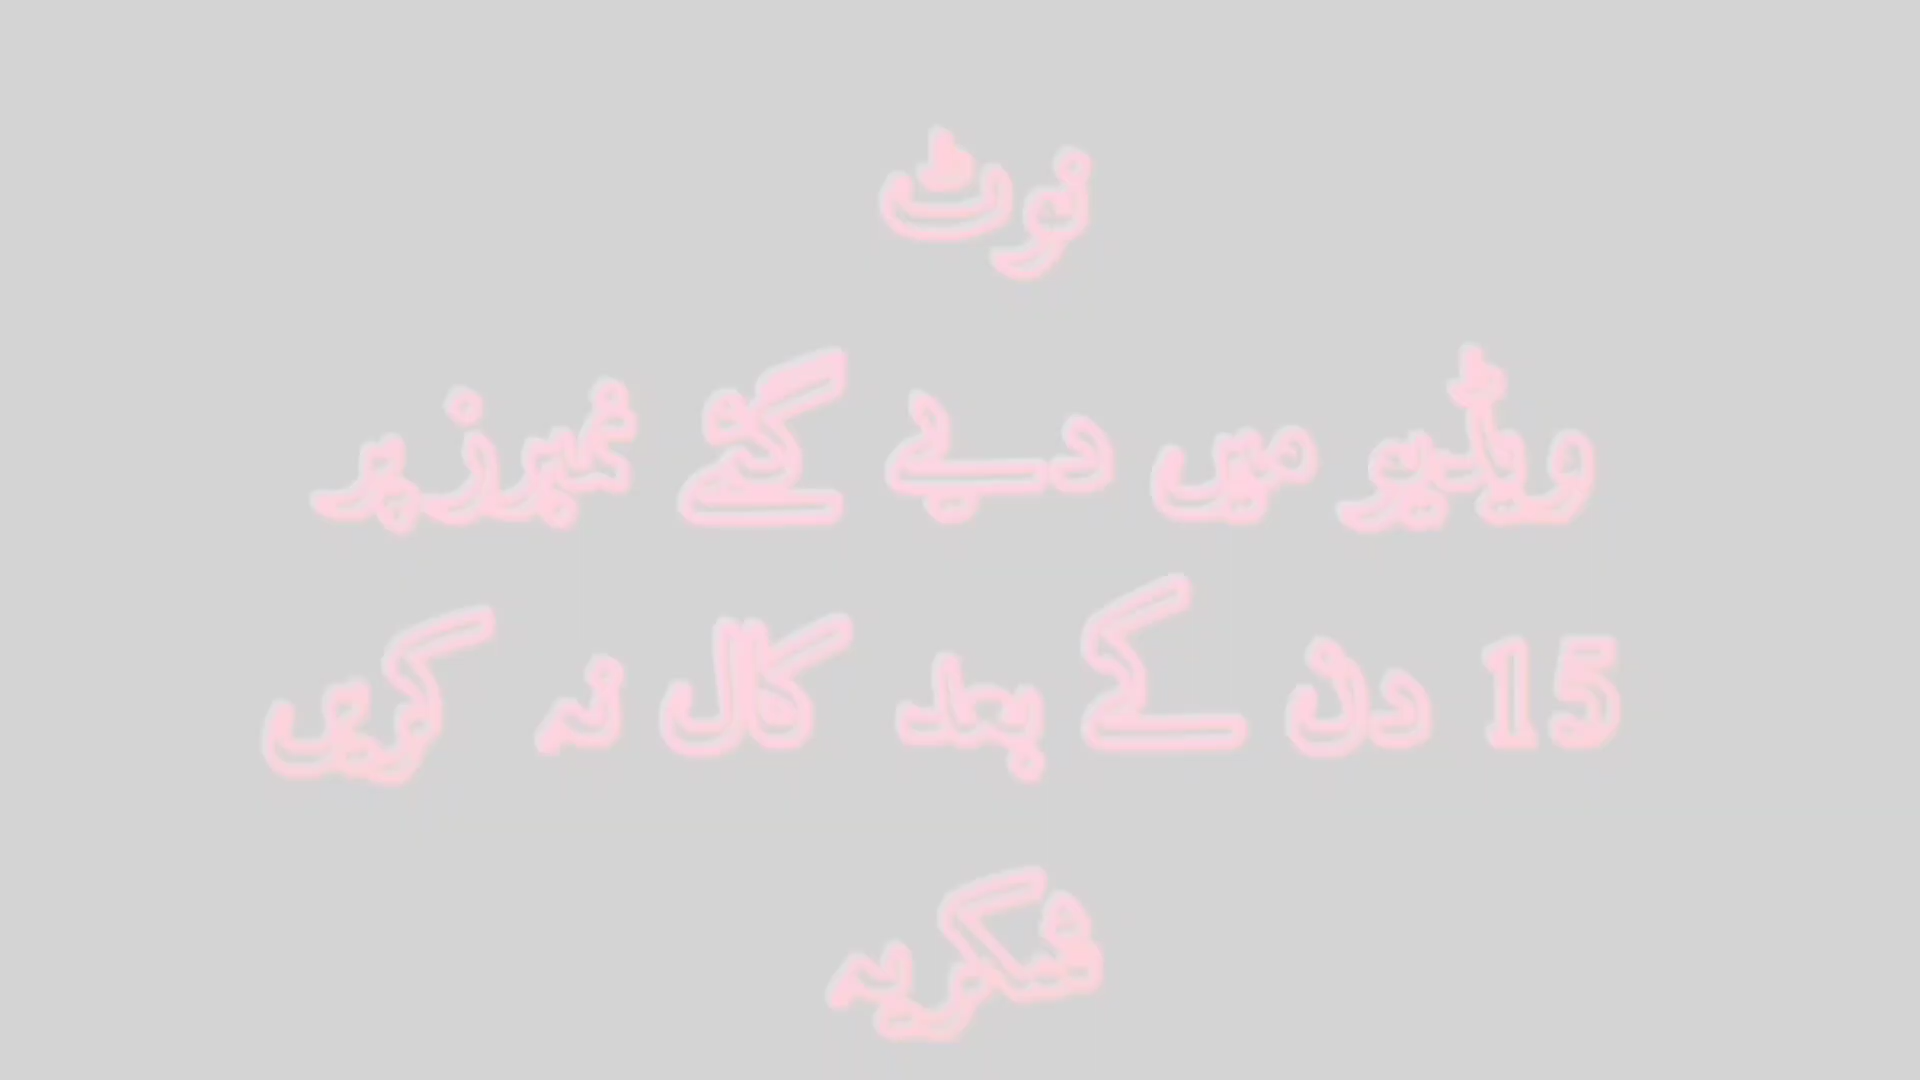 نوٹ
ویڈیو میں دیے گئے نمبرز پر
15 دن کے بعد کال نہ کریں
شکریہ